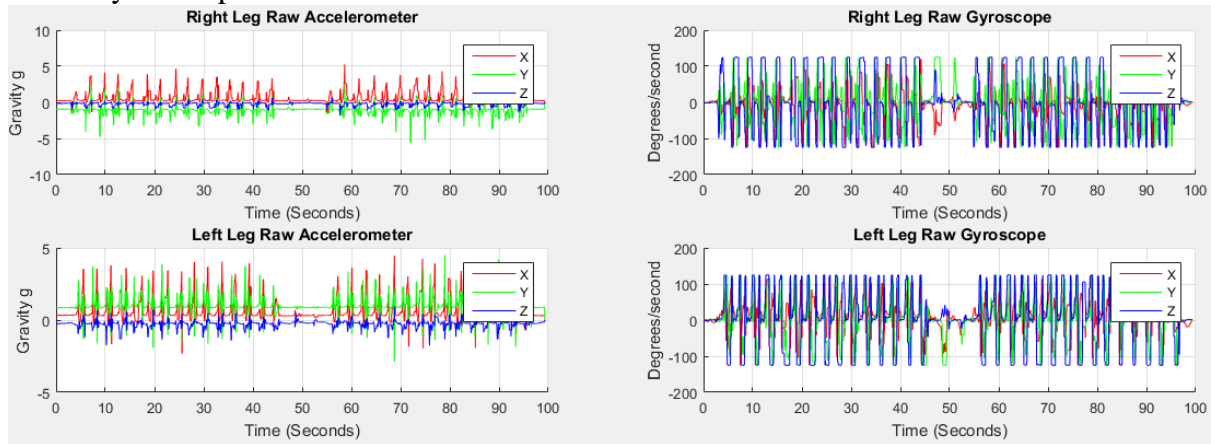 Right Leg Raw Accelerometer
Gravity g
10
5
0
-5
-10
0 10 20 30 40 50 60 70 80 90 100
Time (Seconds)
X
Y
Z
Right Leg Raw Gyroscope
Degrees/second
200
100
0
-100
-200
0 10 20 30 40 50 60 70 80 90 100
Time (Seconds)
X
Y
Z
Left Leg Raw Accelerometer
Gravity g
5
0
-5
0 10 20 30 40 50 60 70 80 90 100
Time (Seconds)
X
Y
Z
Left Leg Raw Gyroscope
Degrees/second
200
100
0
-100
-200
0 10 20 30 40 50 60 70 80 90 100
Time (Seconds)
X
Y
Z